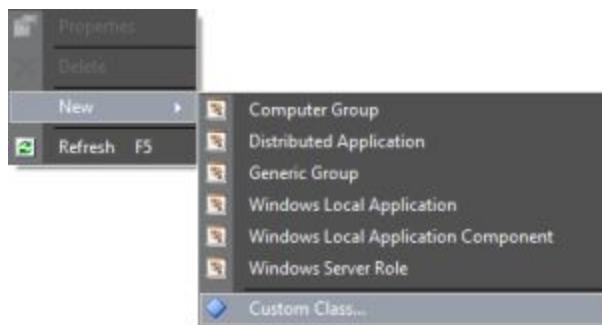 Properties
Delete
New
Refresh F5
Computer Group
Distributed Application
Generic Group
Windows Local Application
Windows Local Application Component
Windows Server Role
Custom Class...